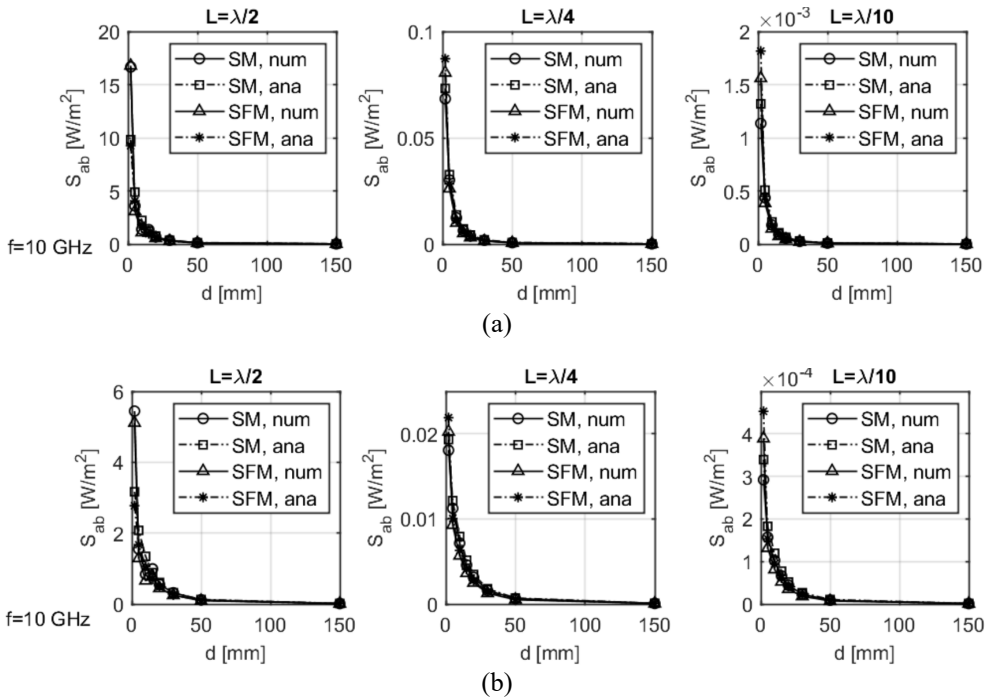 L=λ/2
20
15
10
5
0
S_ab [W/m²]
SM, num
SM, ana
SFM, num
SFM, ana
0 50 100 150
d [mm]
L=λ/4
0.1
0.05
0
S_ab [W/m²]
SM, num
SM, ana
SFM, num
SFM, ana
0 50 100 150
d [mm]
×10⁻³ L=λ/10
2
1.5
1
0.5
0
S_ab [W/m²]
SM, num
SM, ana
SFM, num
SFM, ana
0 50 100 150
d [mm]
f=10 GHz
(a)
L=λ/2
6
4
2
0
S_ab [W/m²]
SM, num
SM, ana
SFM, num
SFM, ana
0 50 100 150
d [mm]
L=λ/4
0.02
0.01
0
S_ab [W/m²]
SM, num
SM, ana
SFM, num
SFM, ana
0 50 100 150
d [mm]
×10⁻⁴ L=λ/10
4
3
2
1
0
S_ab [W/m²]
SM, num
SM, ana
SFM, num
SFM, ana
0 50 100 150
d [mm]
f=10 GHz
(b)